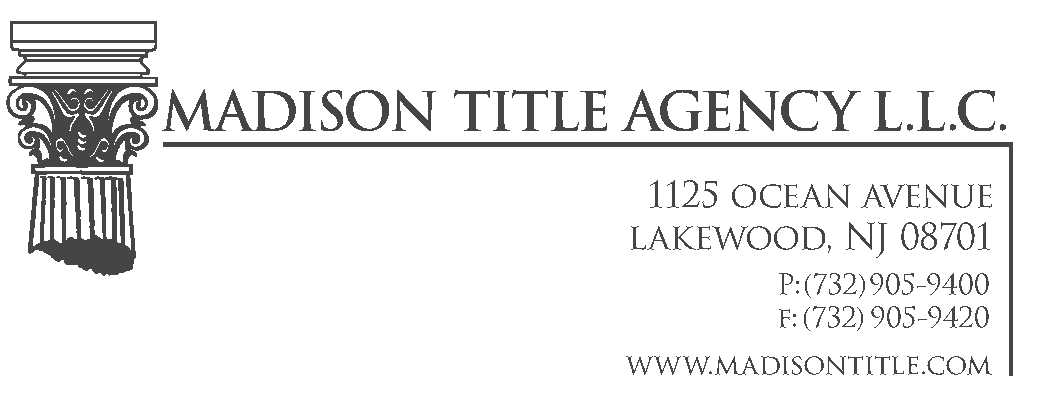 MADISON TITLE AGENCY L.L.C.
1125 OCEAN AVENUE
LAKEWOOD, NJ 08701
P: (732) 905-9400
F: (732) 905-9420
WWW.MADISONTITLE.COM